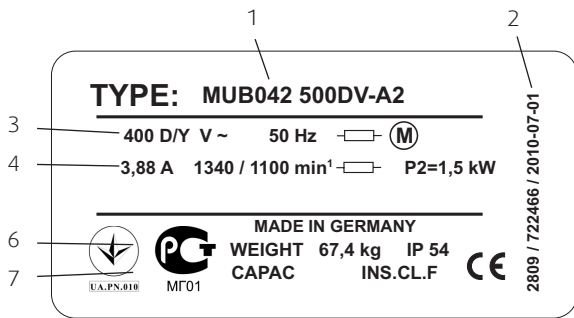 1
2
TYPE: MUB042 500DV-A2
3
400 D/Y V ~ 50 Hz M
4
3,88 A 1340 / 1100 min¹ P2=1,5 kW
MADE IN GERMANY
6
WEIGHT 67,4 kg IP 54
7
CAPAC INS.CL.F
CE
UA.PN.010
МГ01
2809 / 722466 / 2010-07-01